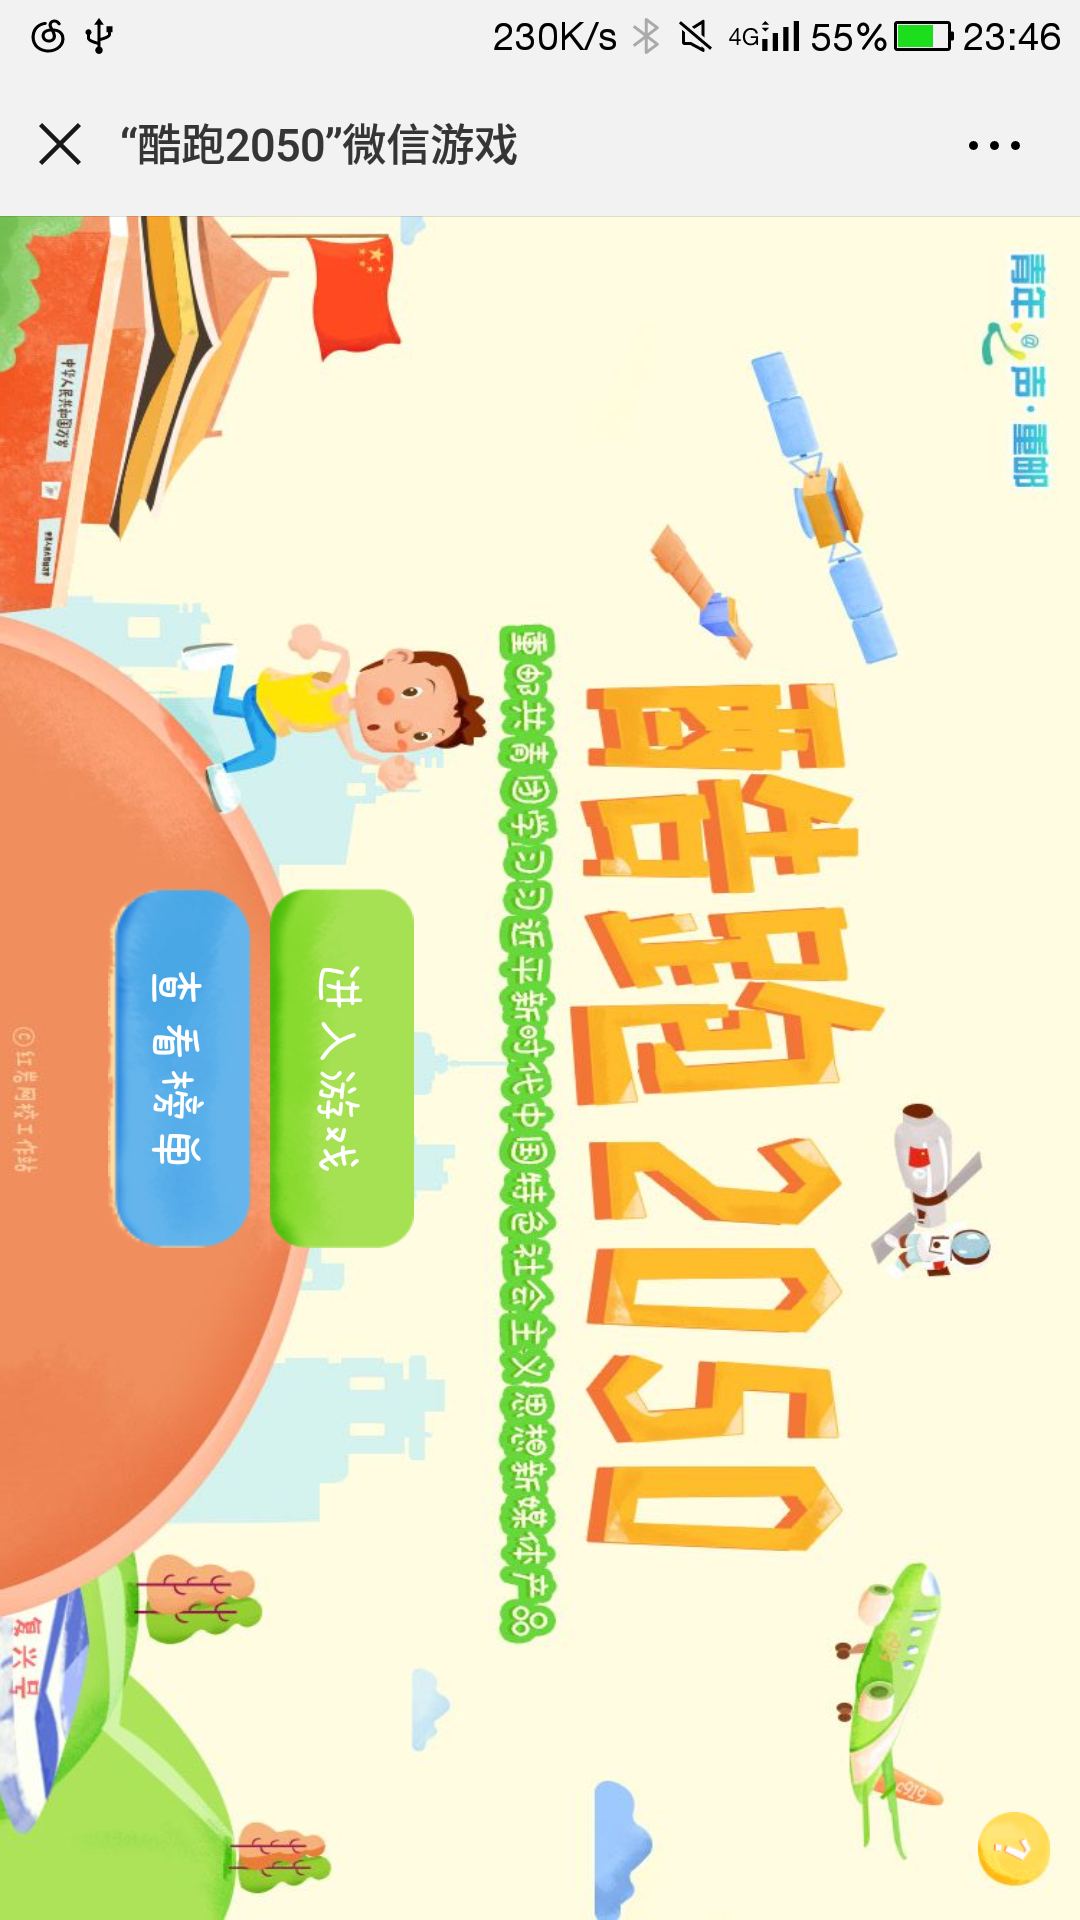 230K/s 4G 55% 23:46
“酷跑2050”微信游戏
青年之声·重邮
酷跑2050
重邮共青团学习习近平新时代中国特色社会主义思想新媒体产品
进入游戏
查看榜单
©红岩网校工作站
中华人民共和国万岁
复兴号
c919
i